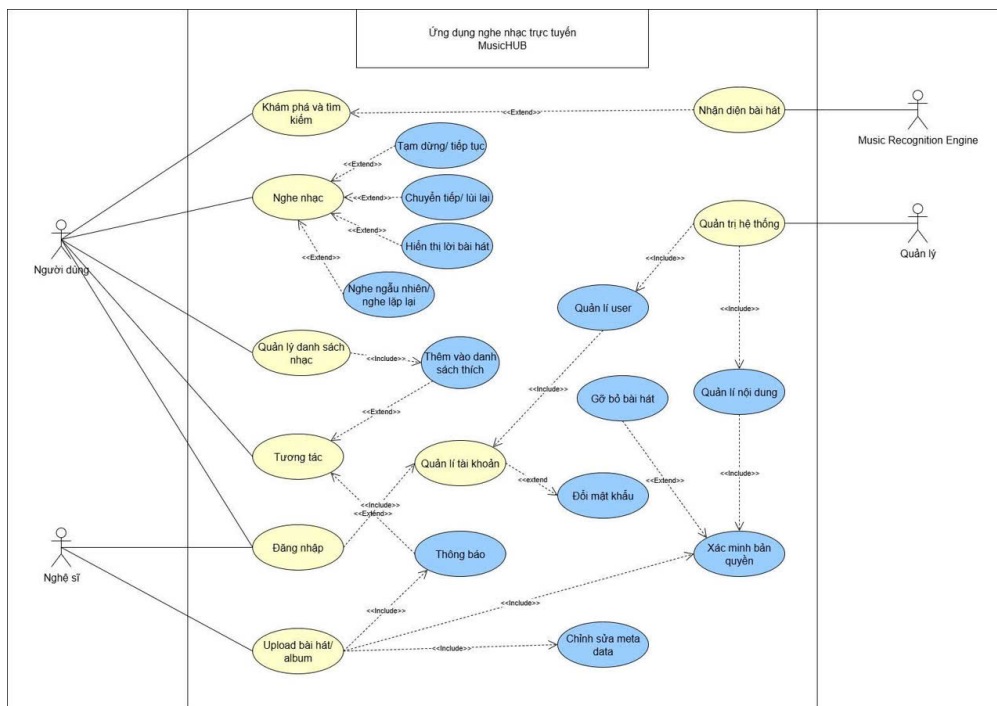 Ứng dụng nghe nhạc trực tuyến
MusicHUB
Khám phá và tìm
kiếm
<<Extend>>
Nhận diện bài hát
Music Recognition Engine
Tạm dừng/ tiếp tục
<<Extend>>
Nghe nhạc
<<Extend>>
Chuyển tiếp/ lùi lại
<<Extend>>
Hiển thị lời bài hát
<<Extend>>
Nghe ngẫu nhiên/
nghe lặp lại
Người dùng
Quản trị hệ thống
Quản lý
<<Include>>
Quản lí user
<<Include>>
Quản lý danh sách
nhạc
<<Include>>
Thêm vào danh
sách thích
<<Include>>
Gỡ bỏ bài hát
Quản lí nội dung
<<Extend>>
Tương tác
Quản lí tài khoản
<<extend
Đổi mật khẩu
<<Extend>>
<<Include>>
<<Include>>
<<Extend>>
Đăng nhập
Thông báo
Xác minh bản
quyền
Nghệ sĩ
<<Include>>
<<Include>>
Upload bài hát/
album
<<Include>>
Chỉnh sửa meta
data